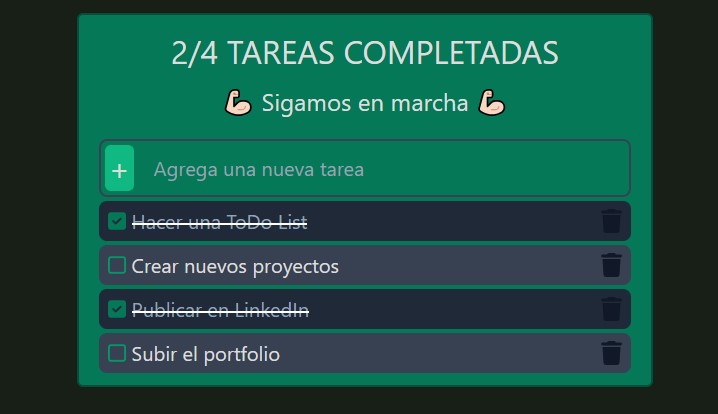 2/4 TAREAS COMPLETADAS
💪🏻 Sigamos en marcha 💪🏻
+ Agrega una nueva tarea
Hacer una ToDo List
Crear nuevos proyectos
Publicar en LinkedIn
Subir el portfolio